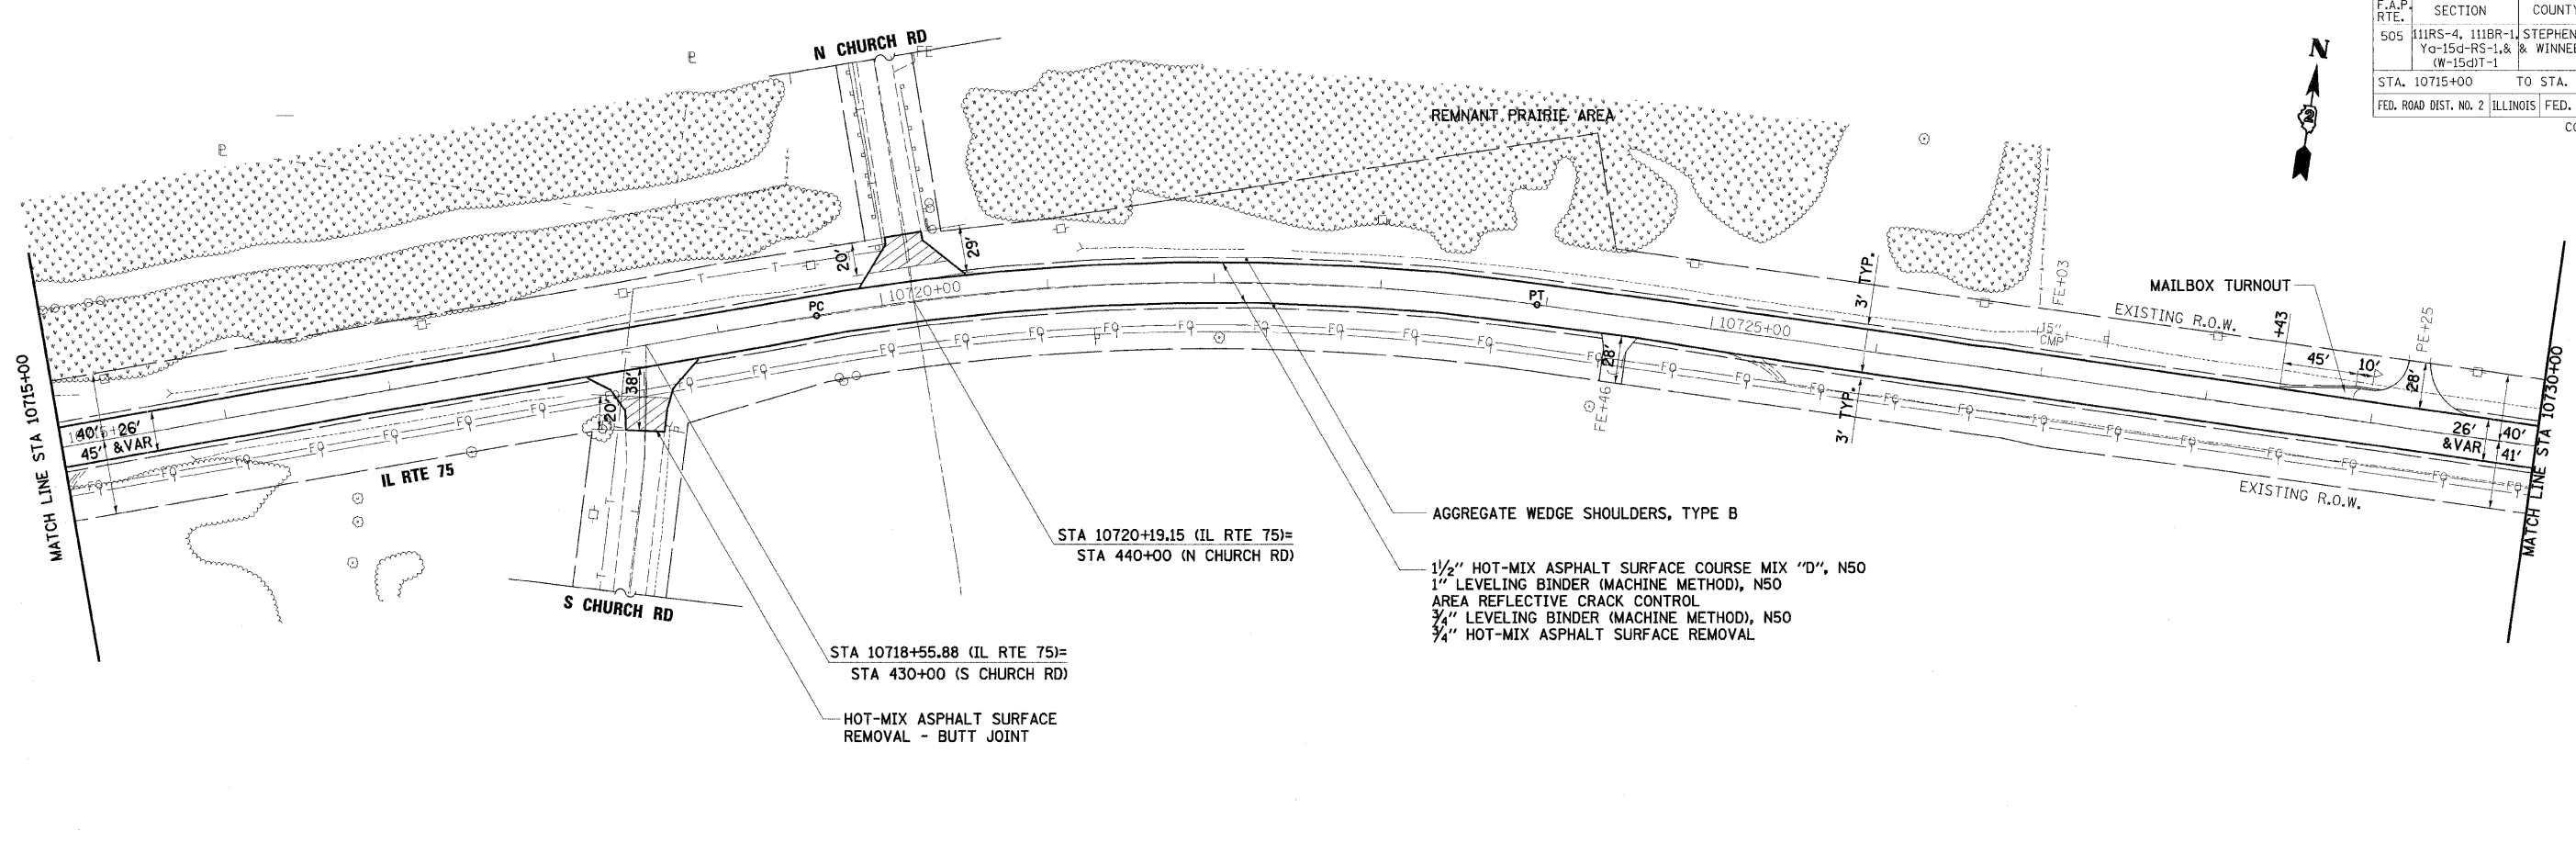 F.A.P. RTE.
SECTION
COUNTY
505
111RS-4, 111BR-1,
Ya-15d-RS-1,&
(W-15d)T-1
STEPHEN
& WINNE
STA. 10715+00 TO STA.
FED. ROAD DIST. NO. 2 ILLINOIS FED.
CO
N
2
N CHURCH RD
FE
REMNANT PRAIRIE AREA
20'
29'
10720+00
PC
PT
3' TYP.
10725+00
FE+03
15"
CMP
MAILBOX TURNOUT
EXISTING R.O.W.
+43
45'
10'
28'
PE+25
MATCH LINE STA 10715+00
40'
26'
45'
&VAR
IL RTE 75
38'
20'
28'
FE+46
3' TYP.
26'
&VAR
40'
41'
MATCH LINE STA 10730+00
EXISTING R.O.W.
S CHURCH RD
AGGREGATE WEDGE SHOULDERS, TYPE B
STA 10720+19.15 (IL RTE 75)=
STA 440+00 (N CHURCH RD)
1½" HOT-MIX ASPHALT SURFACE COURSE MIX "D", N50
1" LEVELING BINDER (MACHINE METHOD), N50
AREA REFLECTIVE CRACK CONTROL
¾" LEVELING BINDER (MACHINE METHOD), N50
¾" HOT-MIX ASPHALT SURFACE REMOVAL
STA 10718+55.88 (IL RTE 75)=
STA 430+00 (S CHURCH RD)
HOT-MIX ASPHALT SURFACE
REMOVAL - BUTT JOINT